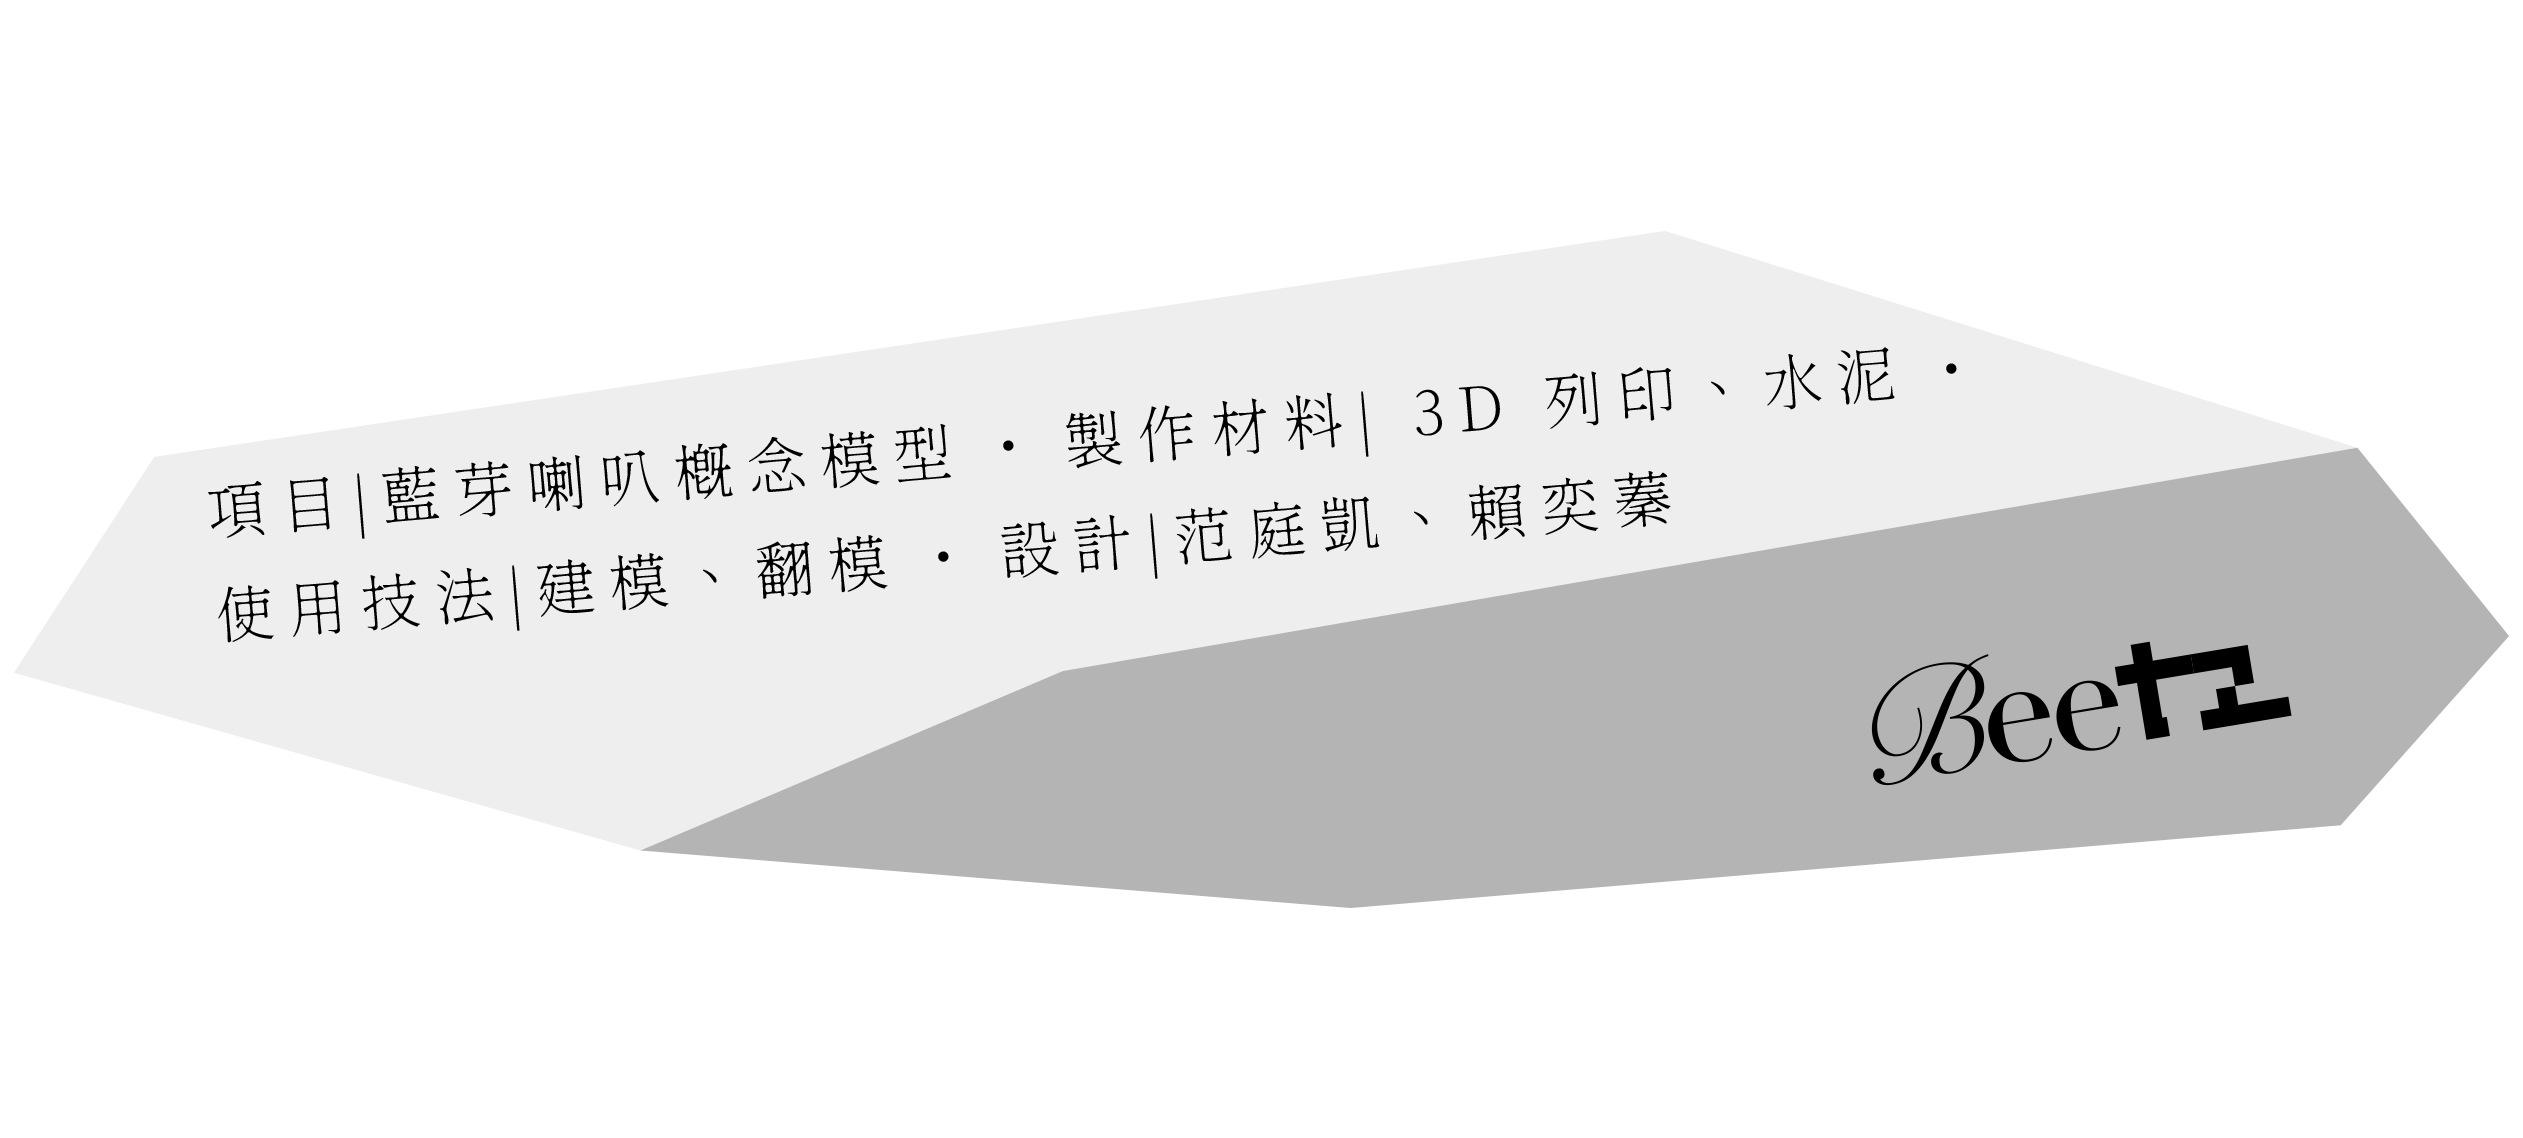 項目|藍芽喇叭概念模型 · 製作材料| 3D 列印、水泥 ·
使用技法|建模、翻模 · 設計|范庭凱、賴奕蓁
Beetz